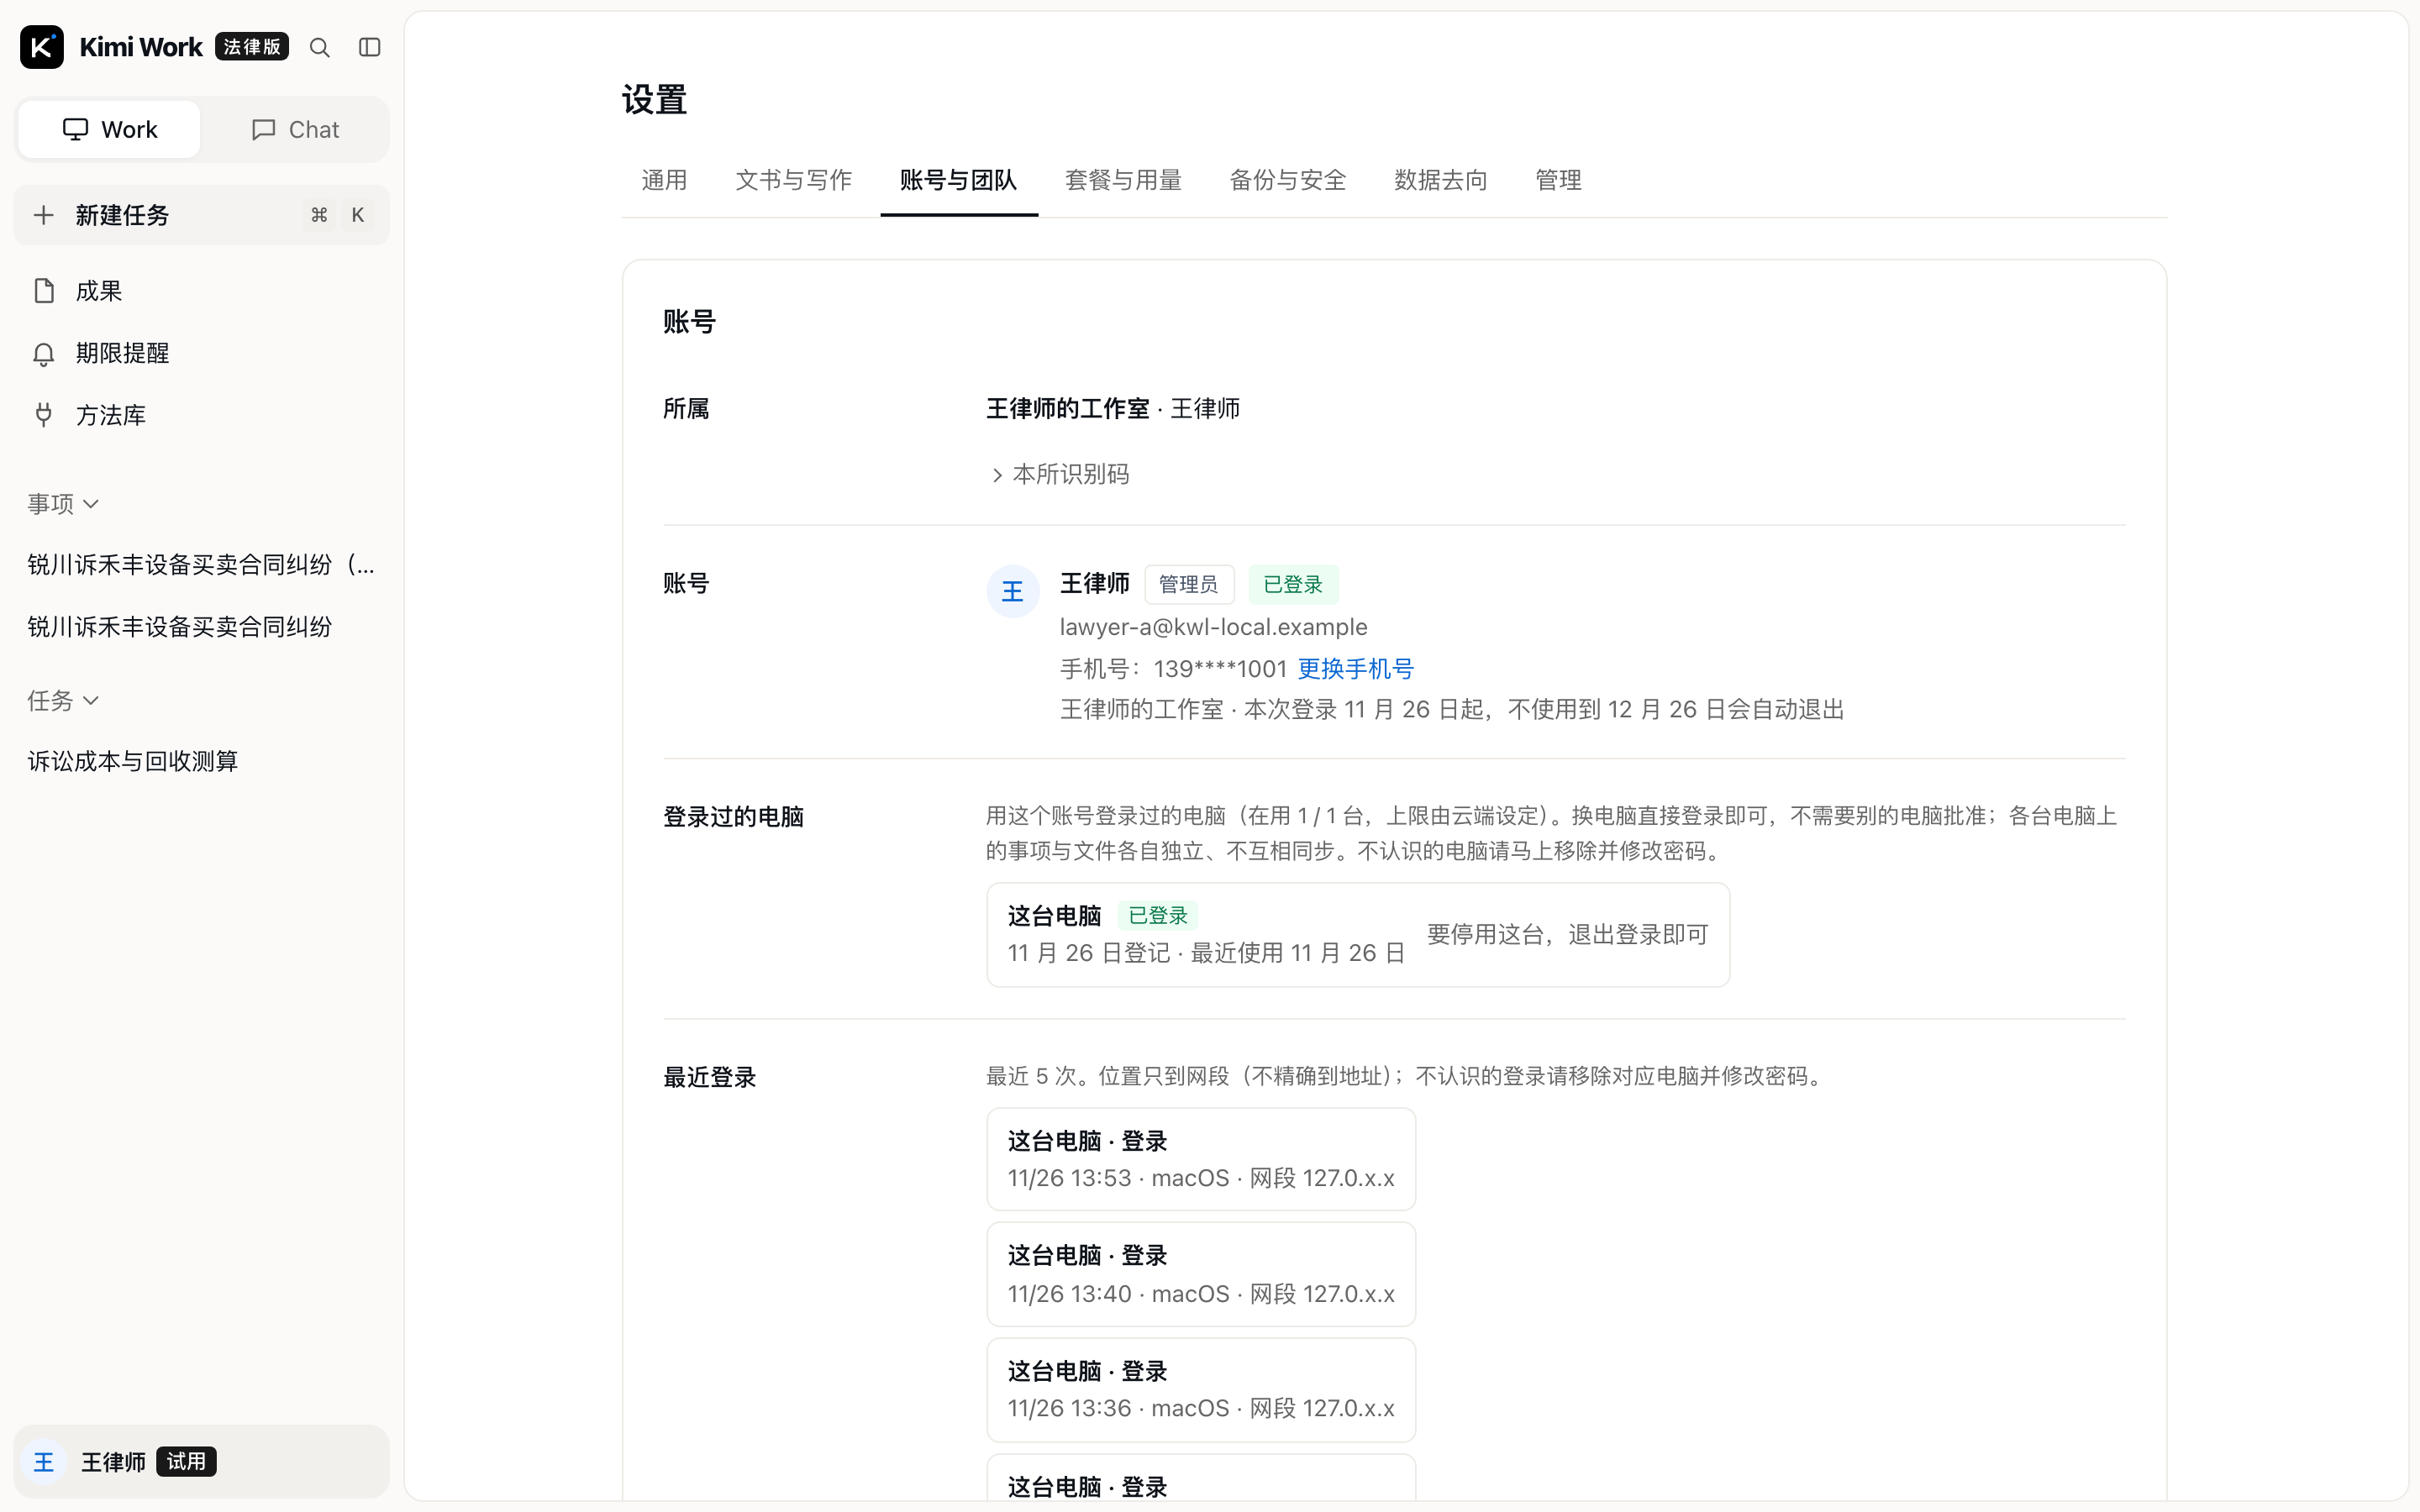 Kimi Work 法律版
Work
Chat
新建任务 ⌘ K
成果
期限提醒
方法库
事项
锐川诉禾丰设备买卖合同纠纷（...
锐川诉禾丰设备买卖合同纠纷
任务
诉讼成本与回收测算
王 王律师 试用
设置
通用 文书与写作 账号与团队 套餐与用量 备份与安全 数据去向 管理
账号
所属
王律师的工作室 · 王律师
本所识别码
账号
王 王律师 管理员 已登录
lawyer-a@kwl-local.example
手机号：139****1001 更换手机号
王律师的工作室 · 本次登录 11 月 26 日起，不使用到 12 月 26 日会自动退出
登录过的电脑
用这个账号登录过的电脑（在用 1 / 1 台，上限由云端设定）。换电脑直接登录即可，不需要别的电脑批准；各台电脑上
的事项与文件各自独立、不互相同步。不认识的电脑请马上移除并修改密码。
这台电脑 已登录
11 月 26 日登记 · 最近使用 11 月 26 日
要停用这台，退出登录即可
最近登录
最近 5 次。位置只到网段（不精确到地址）；不认识的登录请移除对应电脑并修改密码。
这台电脑 · 登录
11/26 13:53 · macOS · 网段 127.0.x.x
这台电脑 · 登录
11/26 13:40 · macOS · 网段 127.0.x.x
这台电脑 · 登录
11/26 13:36 · macOS · 网段 127.0.x.x
这台电脑 · 登录